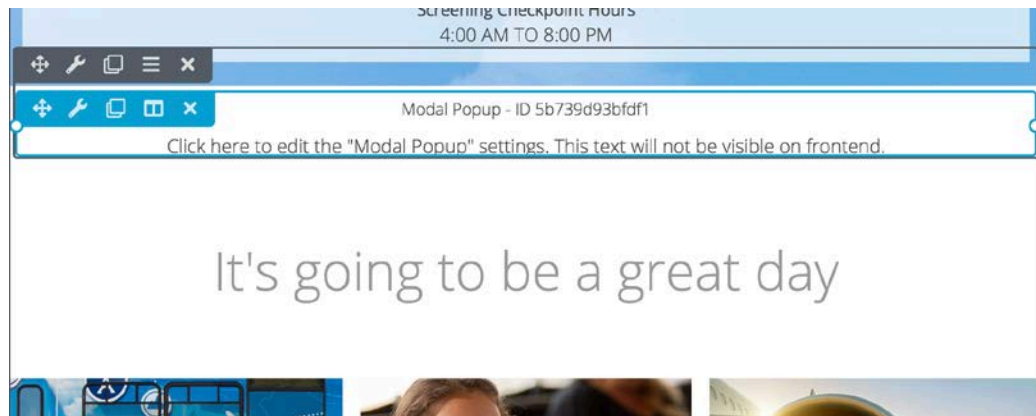 Screening Checkpoint Hours
4:00 AM TO 8:00 PM
Modal Popup - ID 5b739d93bfdf1
Click here to edit the "Modal Popup" settings. This text will not be visible on frontend.
It's going to be a great day
A